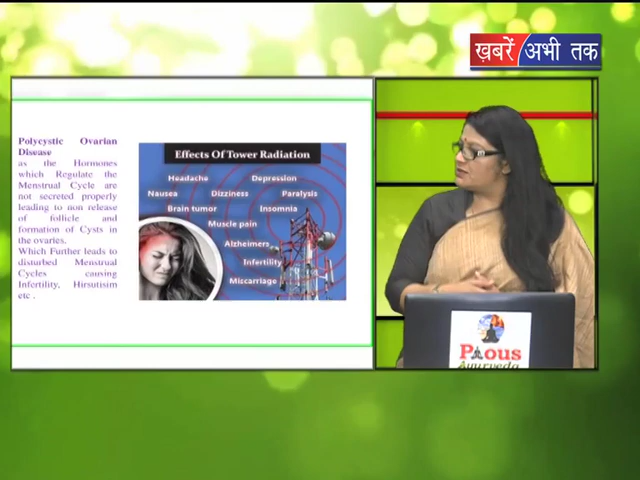 ख़बरें अभी तक
Polycystic Ovarian
Disease
as the Hormones
which Regulate the
Menstrual Cycle are
not secreted properly
leading to non release
of follicle and
formation of Cysts in
the ovaries.
Which Further leads to
disturbed Menstrual
Cycles causing
Infertility, Hirsutisim
etc .
Effects Of Tower Radiation
Headache Depression
Nausea Dizziness Paralysis
Brain tumor Insomnia
Muscle pain
Alzheimers
Infertility
Miccarriage
Pious
Ayurveda